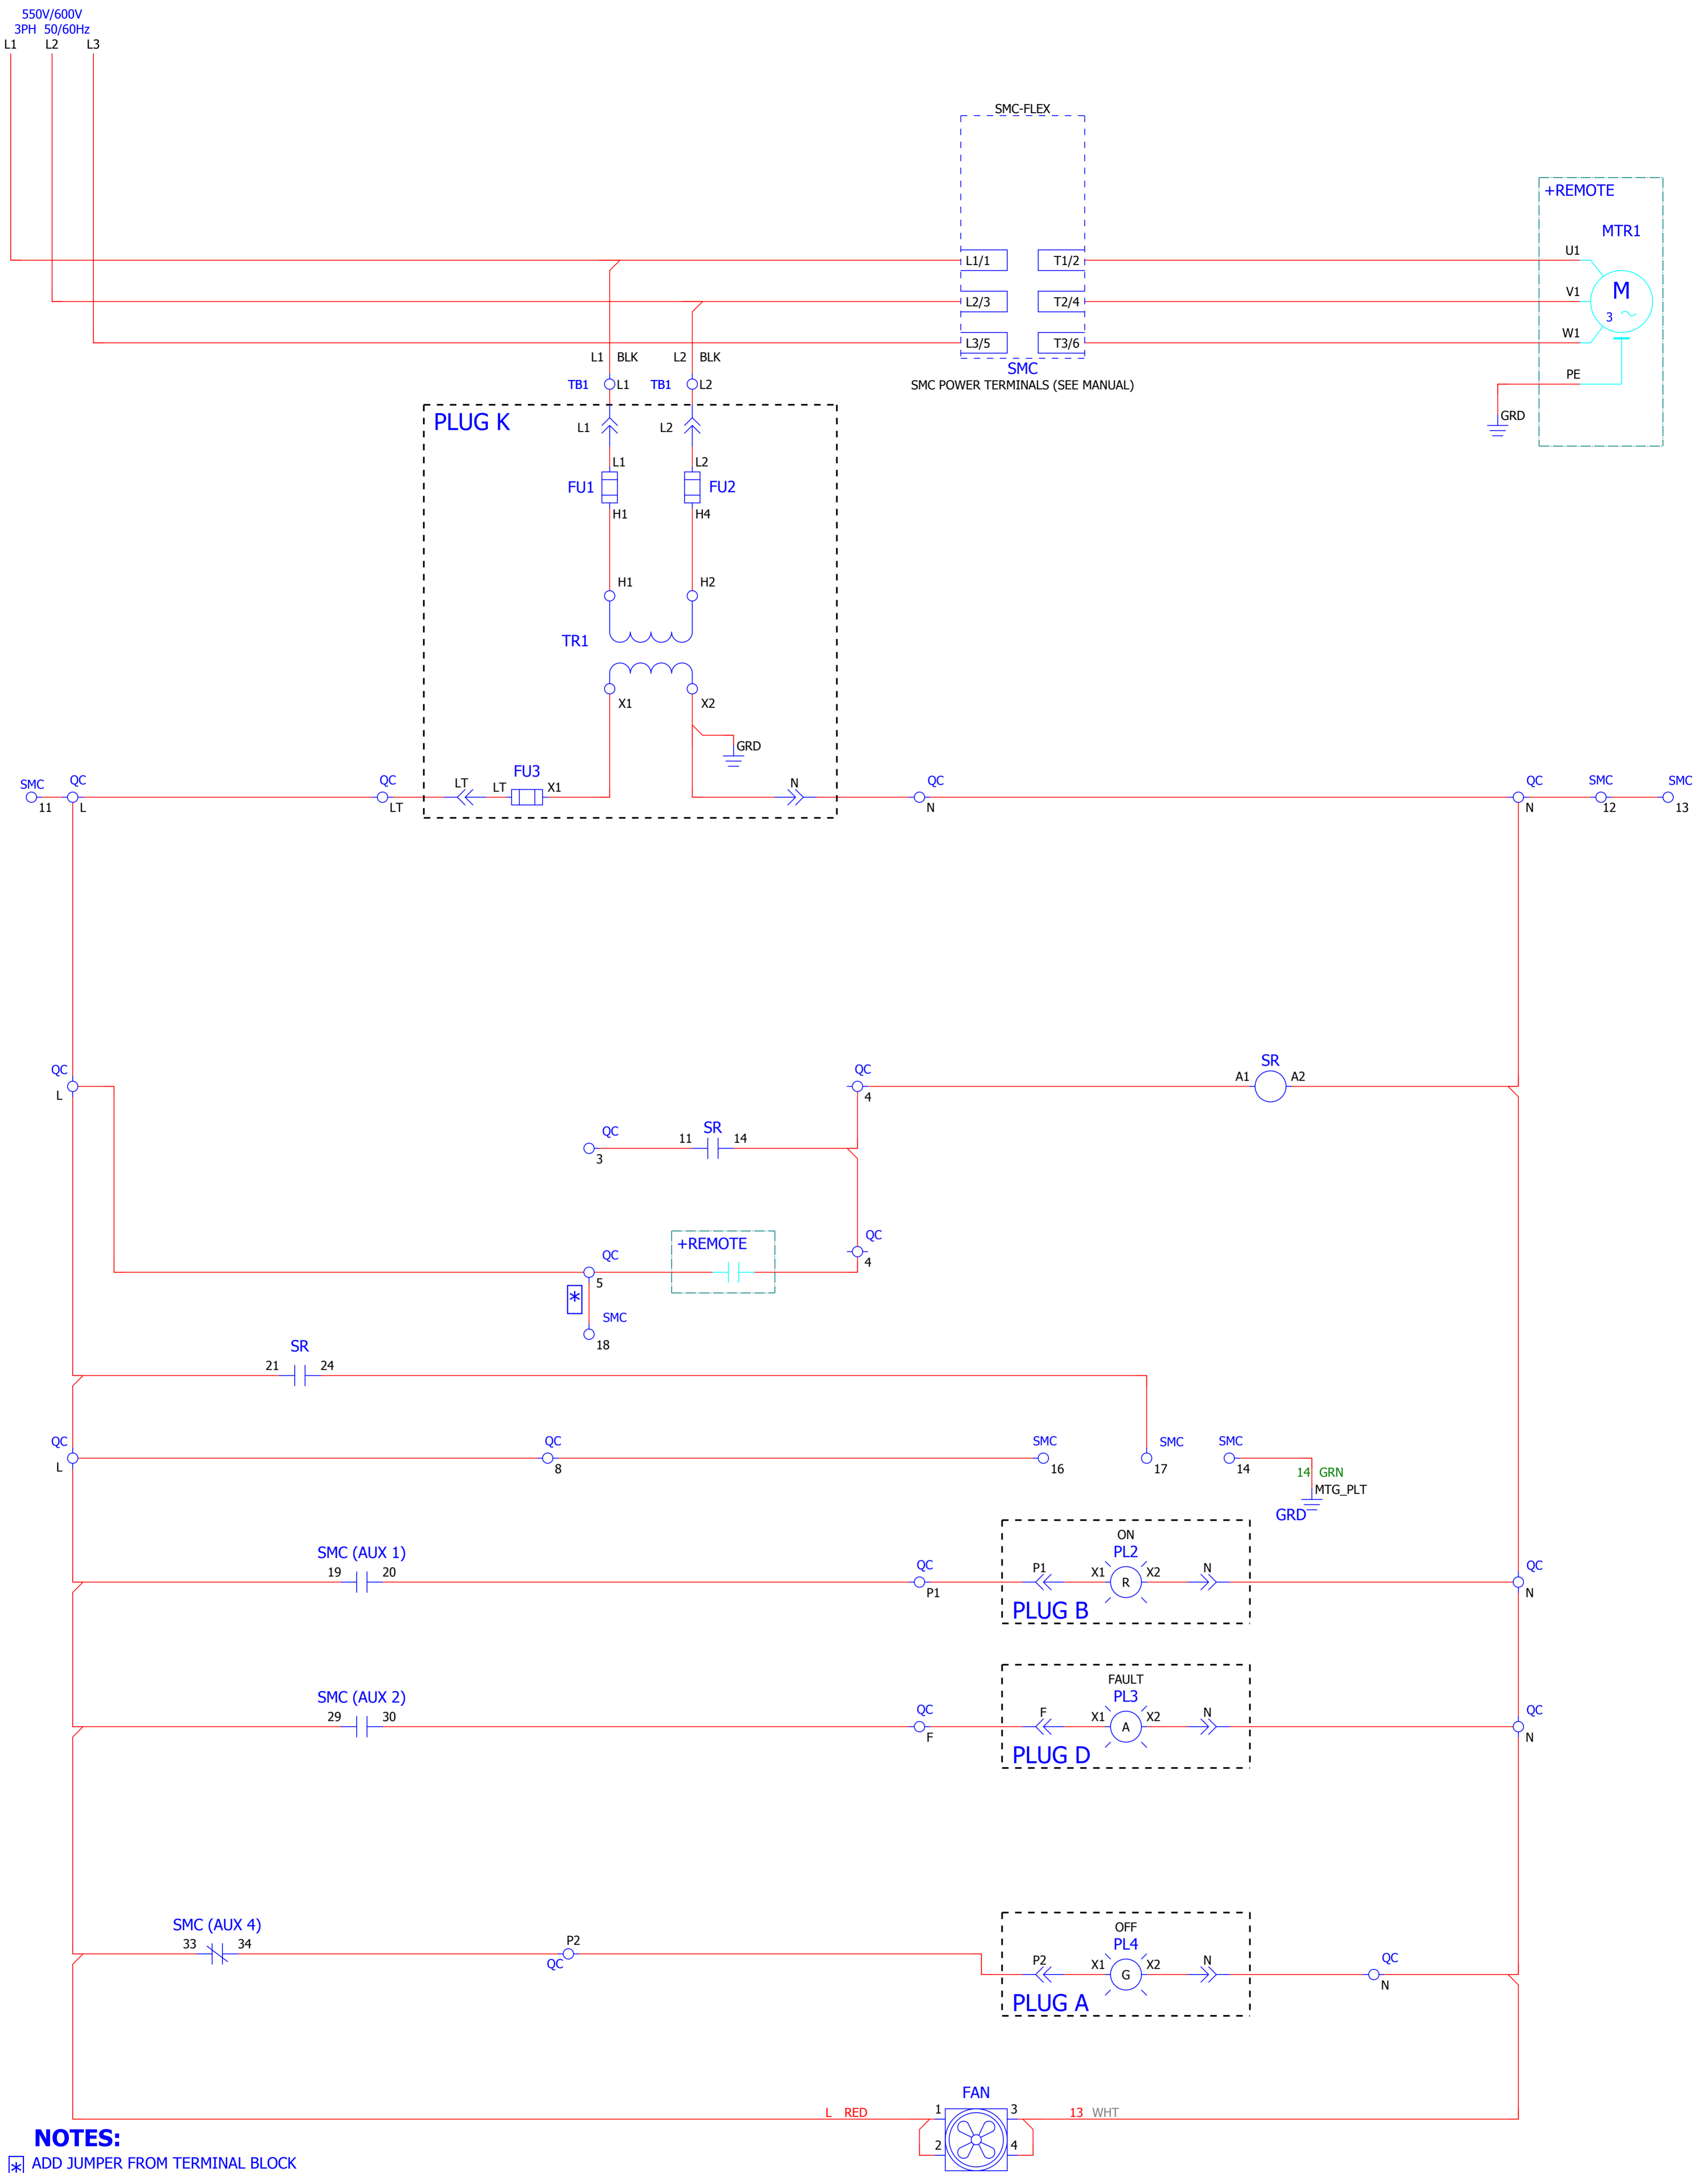 550V/600V
3PH 50/60Hz
L1 L2 L3
SMC-FLEX
+REMOTE
MTR1
L1/1 T1/2 U1
L2/3 T2/4 V1
M
3
L3/5 T3/6 W1
SMC
SMC POWER TERMINALS (SEE MANUAL)
PE
GRD
L1 BLK L2 BLK
TB1 L1 TB1 L2
PLUG K
L1 L2
L1 L2
FU1 FU2
H1 H4
H1 H2
TR1
X1 X2
GRD
SMC QC QC LT LT FU3 X1 N QC QC SMC SMC
11 L LT N N 12 13
QC QC SR
L 4 A1 A2
QC 11 SR 14
3
QC +REMOTE QC
5 4
*
SMC
18
SR
21 24
QC QC SMC SMC SMC
L 8 16 17 14
14 GRN
MTG_PLT
GRD
SMC (AUX 1)
19 20
QC
P1
ON
PL2
P1 X1 R X2 N
PLUG B
QC
N
SMC (AUX 2)
29 30
QC
F
FAULT
PL3
F X1 A X2 N
PLUG D
QC
N
SMC (AUX 4)
33 34
P2
QC
OFF
PL4
P2 X1 G X2 N
PLUG A
QC
N
FAN
L RED 1 3 13 WHT
2 4
NOTES:
* ADD JUMPER FROM TERMINAL BLOCK